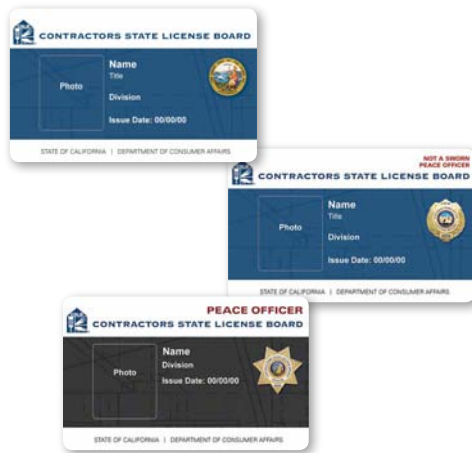 CONTRACTORS STATE LICENSE BOARD
Photo
Name
Title
Division
Issue Date: 00/00/00
STATE OF CALIFORNIA | DEPARTMENT OF CONSUMER AFFAIRS
NOT A SWORN
PEACE OFFICER
CONTRACTORS STATE LICENSE BOARD
Photo
Name
Title
Division
Issue Date: 00/00/00
STATE OF CALIFORNIA | DEPARTMENT OF CONSUMER AFFAIRS
PEACE OFFICER
CONTRACTORS STATE LICENSE BOARD
Photo
Name
Division
Issue Date: 00/00/00
STATE OF CALIFORNIA | DEPARTMENT OF CONSUMER AFFAIRS